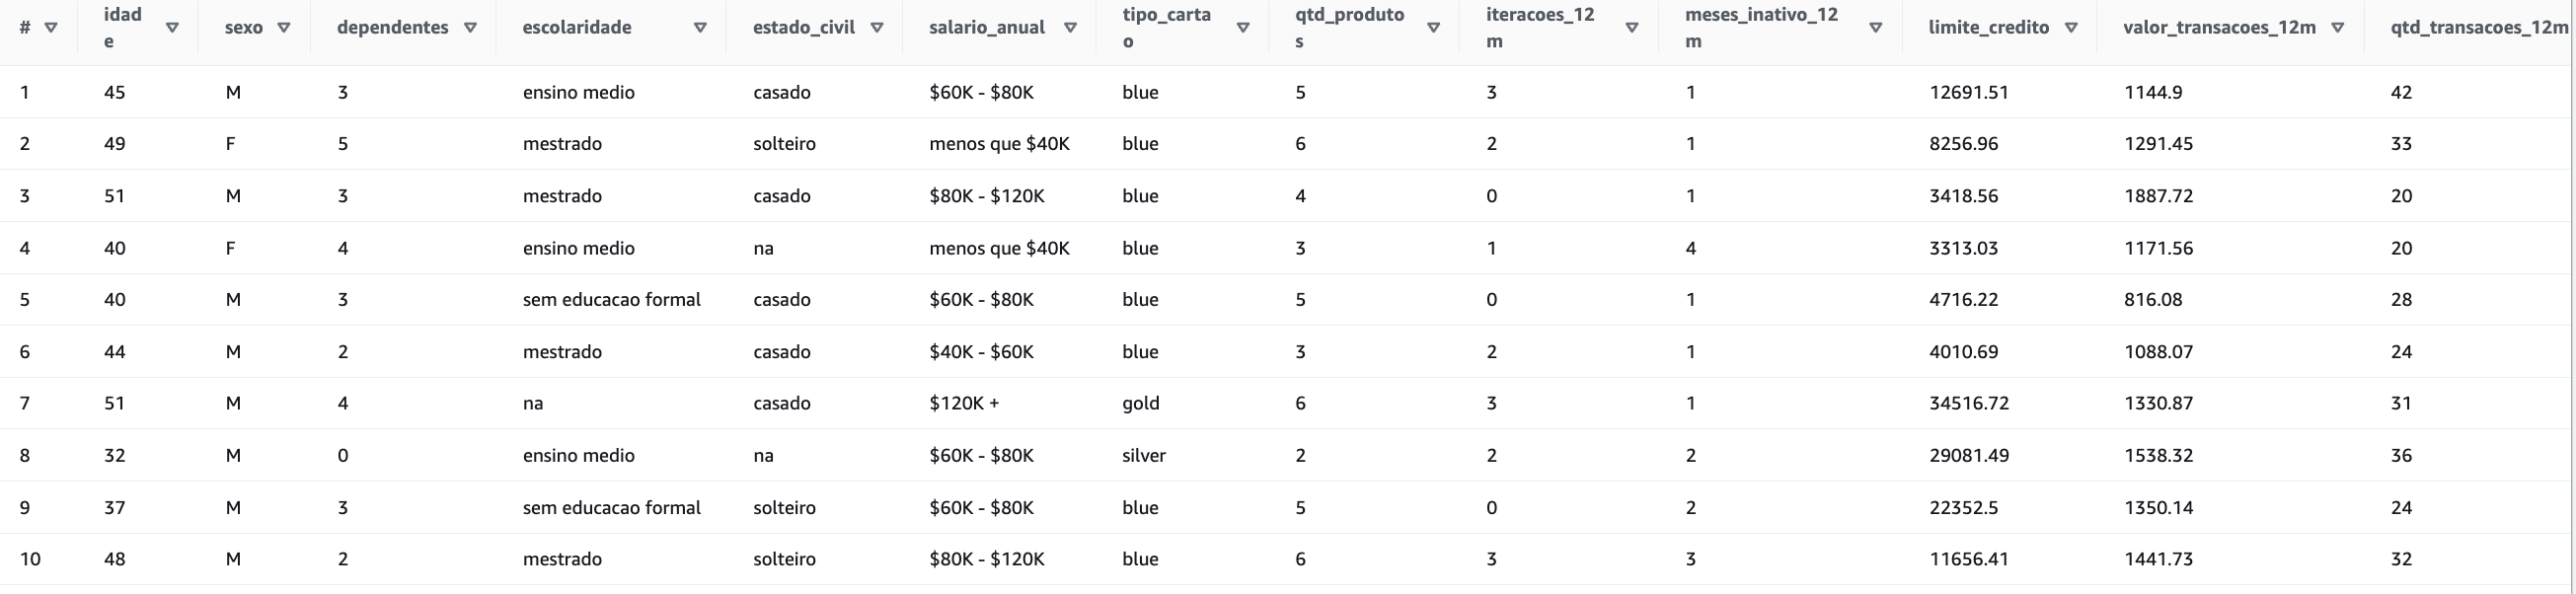 # idade sexo dependentes escolaridade estado_civil salario_anual tipo_cartao qtd_produtos iteracoes_12m meses_inativo_12m limite_credito valor_transacoes_12m qtd_transacoes_12m
1 45 M 3 ensino medio casado $60K - $80K blue 5 3 1 12691.51 1144.9 42
2 49 F 5 mestrado solteiro menos que $40K blue 6 2 1 8256.96 1291.45 33
3 51 M 3 mestrado casado $80K - $120K blue 4 0 1 3418.56 1887.72 20
4 40 F 4 ensino medio na menos que $40K blue 3 1 4 3313.03 1171.56 20
5 40 M 3 sem educacao formal casado $60K - $80K blue 5 0 1 4716.22 816.08 28
6 44 M 2 mestrado casado $40K - $60K blue 3 2 1 4010.69 1088.07 24
7 51 M 4 na casado $120K + gold 6 3 1 34516.72 1330.87 31
8 32 M 0 ensino medio na $60K - $80K silver 2 2 2 29081.49 1538.32 36
9 37 M 3 sem educacao formal solteiro $60K - $80K blue 5 0 2 22352.5 1350.14 24
10 48 M 2 mestrado solteiro $80K - $120K blue 6 3 3 11656.41 1441.73 32